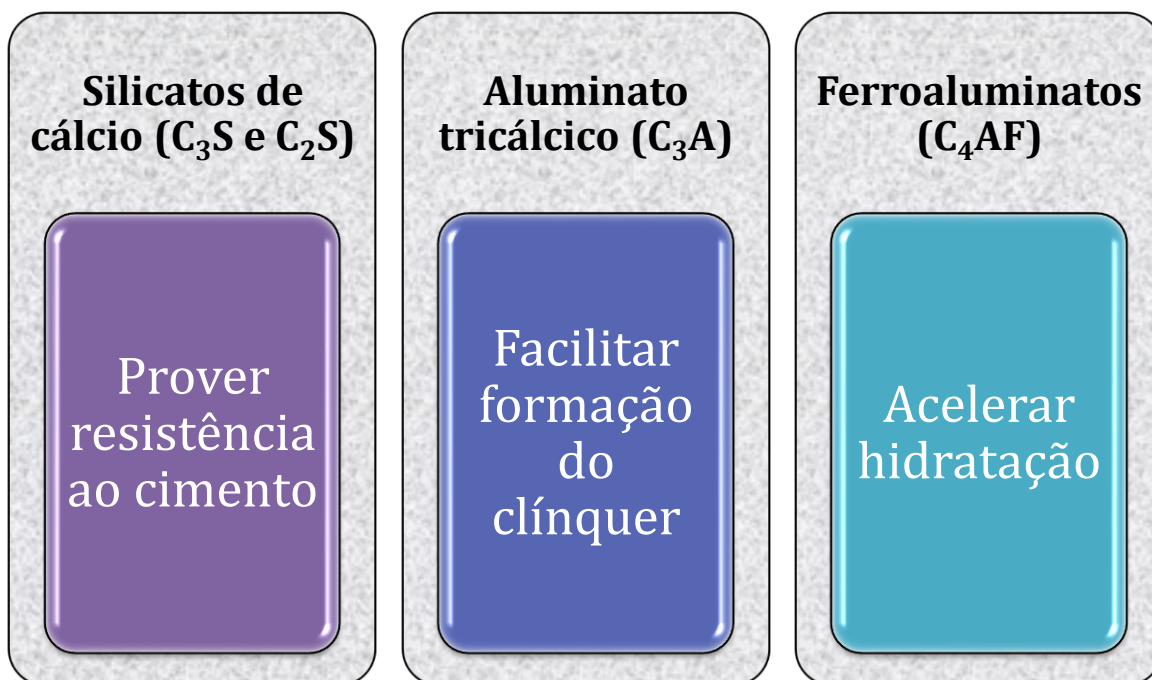 Silicatos de
cálcio (C₃S e C₂S)
Prover
resistência
ao cimento
Aluminato
tricálcico (C₃A)
Facilitar
formação
do
clínquer
Ferroaluminatos
(C₄AF)
Acelerar
hidratação